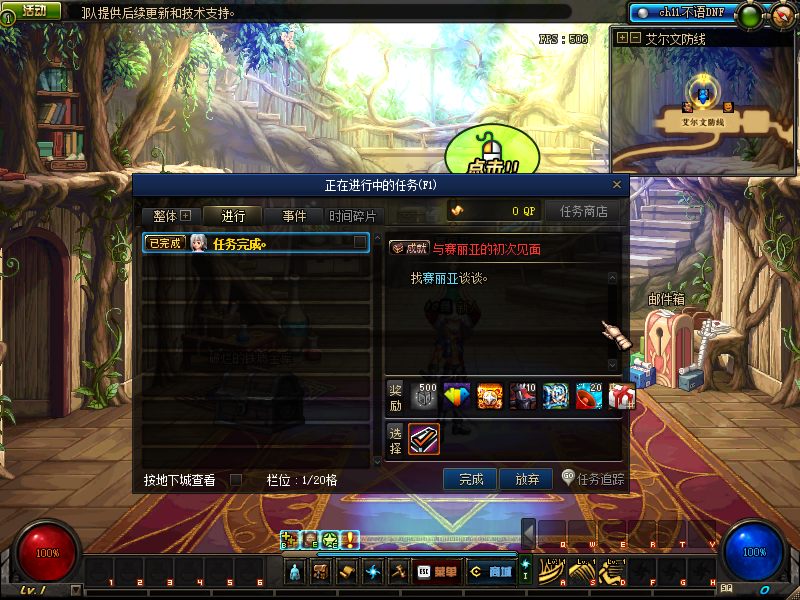 活动
队提供后续更新和技术支持。
ch11.不语DNF
FPS : 506
艾尔文防线
艾尔文防线
点击!!
正在进行中的任务(F1)
整体
进行
事件
时间碎片
0 QP
任务商店
已完成
任务完成。
成就
与赛丽亚的初次见面
找赛丽亚谈谈。
邮件箱
奖励
500
10
20
选择
按地下城查看
栏位 : 1/20格
完成
放弃
GO
任务追踪
100%
100%
Q W E R T Y
1 2 3 4 5 6
ESC
菜单
商城
Lv.1
A S D F G H
Lv. 1
SP
0